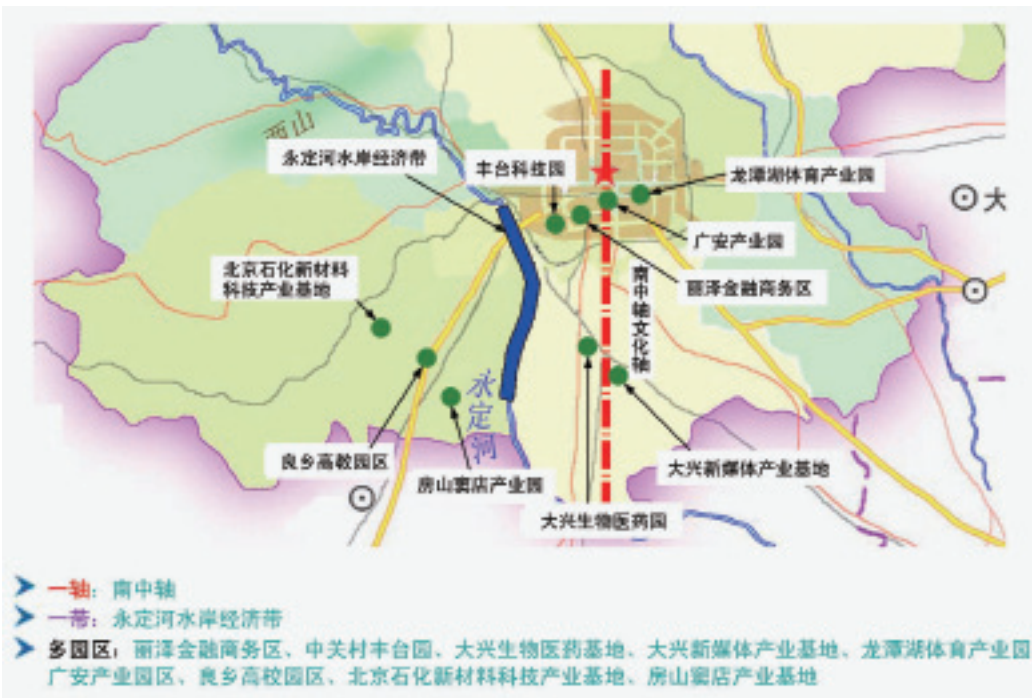 西山
永定河水岸经济带
丰台科技园
龙潭湖体育产业园
大
广安产业园
北京石化新材料
科技产业基地
丽泽金融商务区
南中轴文化轴
永定河
良乡高教园区
房山窦店产业园
大兴新媒体产业基地
大兴生物医药园
一轴：南中轴
一带：永定河水岸经济带
多园区：丽泽金融商务区、中关村丰台园、大兴生物医药基地、大兴新媒体产业基地、龙潭湖体育产业园
广安产业园区、良乡高校园区、北京石化新材料科技产业基地、房山窦店产业基地